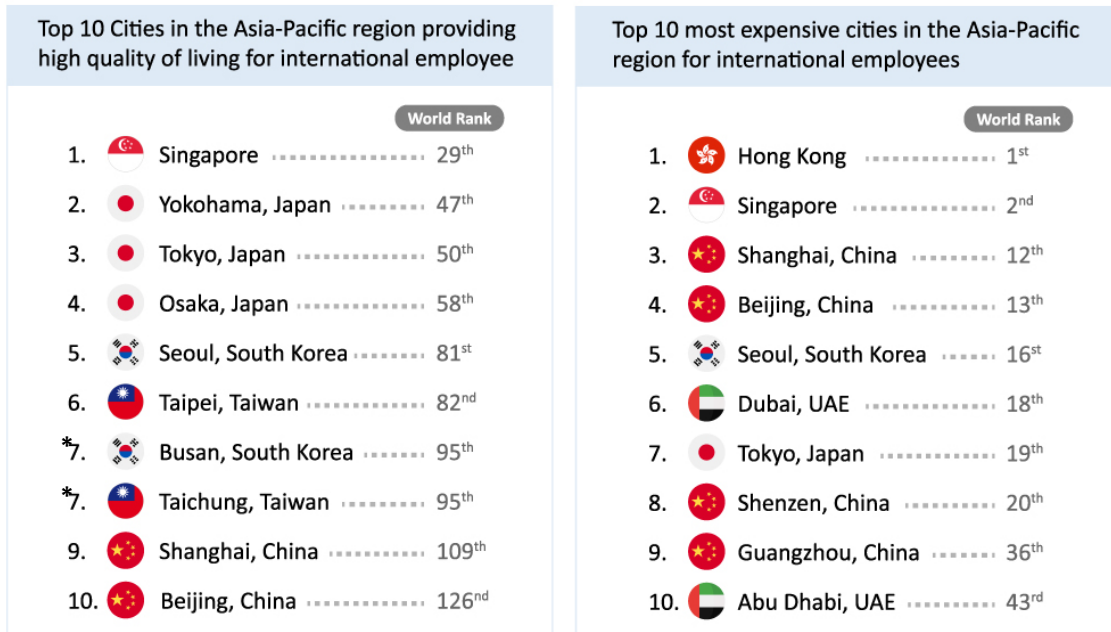 Top 10 Cities in the Asia-Pacific region providing
high quality of living for international employee
World Rank
1. Singapore 29th
2. Yokohama, Japan 47th
3. Tokyo, Japan 50th
4. Osaka, Japan 58th
5. Seoul, South Korea 81st
6. Taipei, Taiwan 82nd
*7. Busan, South Korea 95th
*7. Taichung, Taiwan 95th
9. Shanghai, China 109th
10. Beijing, China 126nd
Top 10 most expensive cities in the Asia-Pacific
region for international employees
World Rank
1. Hong Kong 1st
2. Singapore 2nd
3. Shanghai, China 12th
4. Beijing, China 13th
5. Seoul, South Korea 16st
6. Dubai, UAE 18th
7. Tokyo, Japan 19th
8. Shenzen, China 20th
9. Guangzhou, China 36th
10. Abu Dhabi, UAE 43rd